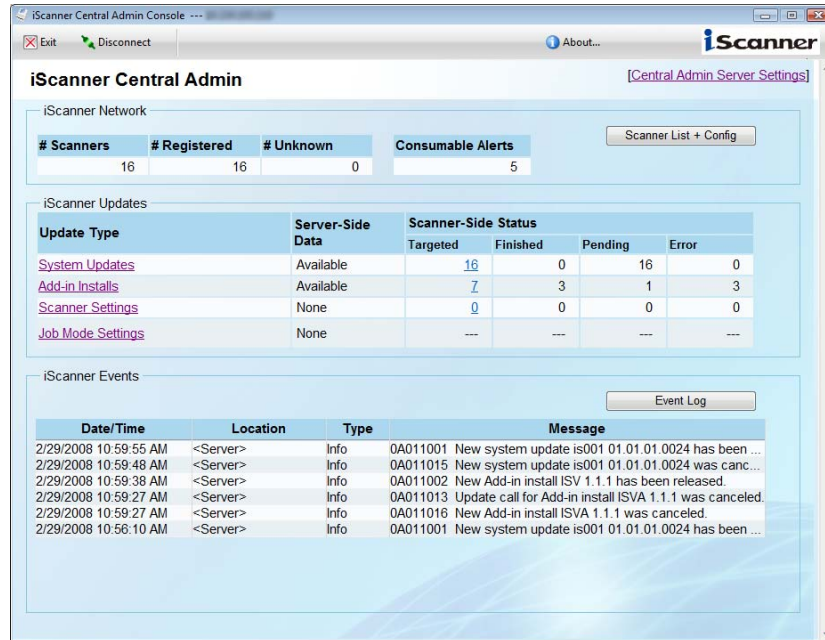 iScanner Central Admin Console ---
Exit Disconnect About... iScanner
iScanner Central Admin [Central Admin Server Settings]
iScanner Network
# Scanners # Registered # Unknown Consumable Alerts Scanner List + Config
16 16 0 5
iScanner Updates
Update Type Server-Side Data Scanner-Side Status
Targeted Finished Pending Error
System Updates Available 16 0 16 0
Add-in Installs Available 7 3 1 3
Scanner Settings None 0 0 0 0
Job Mode Settings None --- --- --- ---
iScanner Events
Event Log
Date/Time Location Type Message
2/29/2008 10:59:55 AM <Server> Info 0A011001 New system update is001 01.01.01.0024 has been ...
2/29/2008 10:59:48 AM <Server> Info 0A011015 New system update is001 01.01.01.0024 was canc...
2/29/2008 10:59:38 AM <Server> Info 0A011002 New Add-in install ISV 1.1.1 has been released.
2/29/2008 10:59:27 AM <Server> Info 0A011013 Update call for Add-in install ISVA 1.1.1 was canceled.
2/29/2008 10:59:27 AM <Server> Info 0A011016 New Add-in install ISVA 1.1.1 was canceled.
2/29/2008 10:56:10 AM <Server> Info 0A011001 New system update is001 01.01.01.0024 has been ...